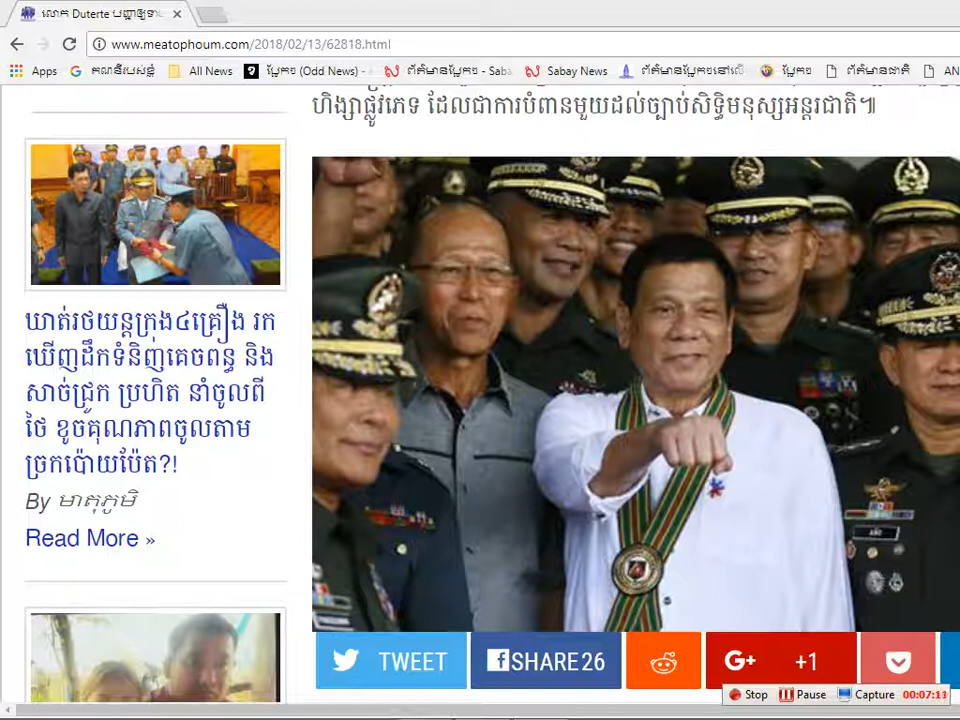 លោក Duterte បញ្ជាឲ្យទា
www.meatophoum.com/2018/02/13/62818.html
Apps
គណនីរបស់ខ្ញុំ
All News
ប្លែកៗ (Odd News) -
ព័ត៌មានប្លែកៗ - Saba
Sabay News
ព័ត៌មានប្លែកៗនៅលើ
ប្លែកៗ
ព័ត៌មានជាតិ
AN
ហិង្សាផ្លូវភេទ ដែលជាការបំពានមួយដល់ច្បាប់សិទ្ធិមនុស្សអន្តរជាតិ៕
ឃាត់រថយន្តក្រុង៤គ្រឿង រក
ឃើញដឹកទំនិញគេចពន្ធ និង
សាច់ជ្រូក ប្រហិត នាំចូលពី
ថៃ ខូចគុណភាពចូលតាម
ច្រកប៉ោយប៉ែត?!
By មាតុភូមិ
Read More »
TWEET
SHARE 26
G+ +1
Stop
Pause
Capture
00:07:11